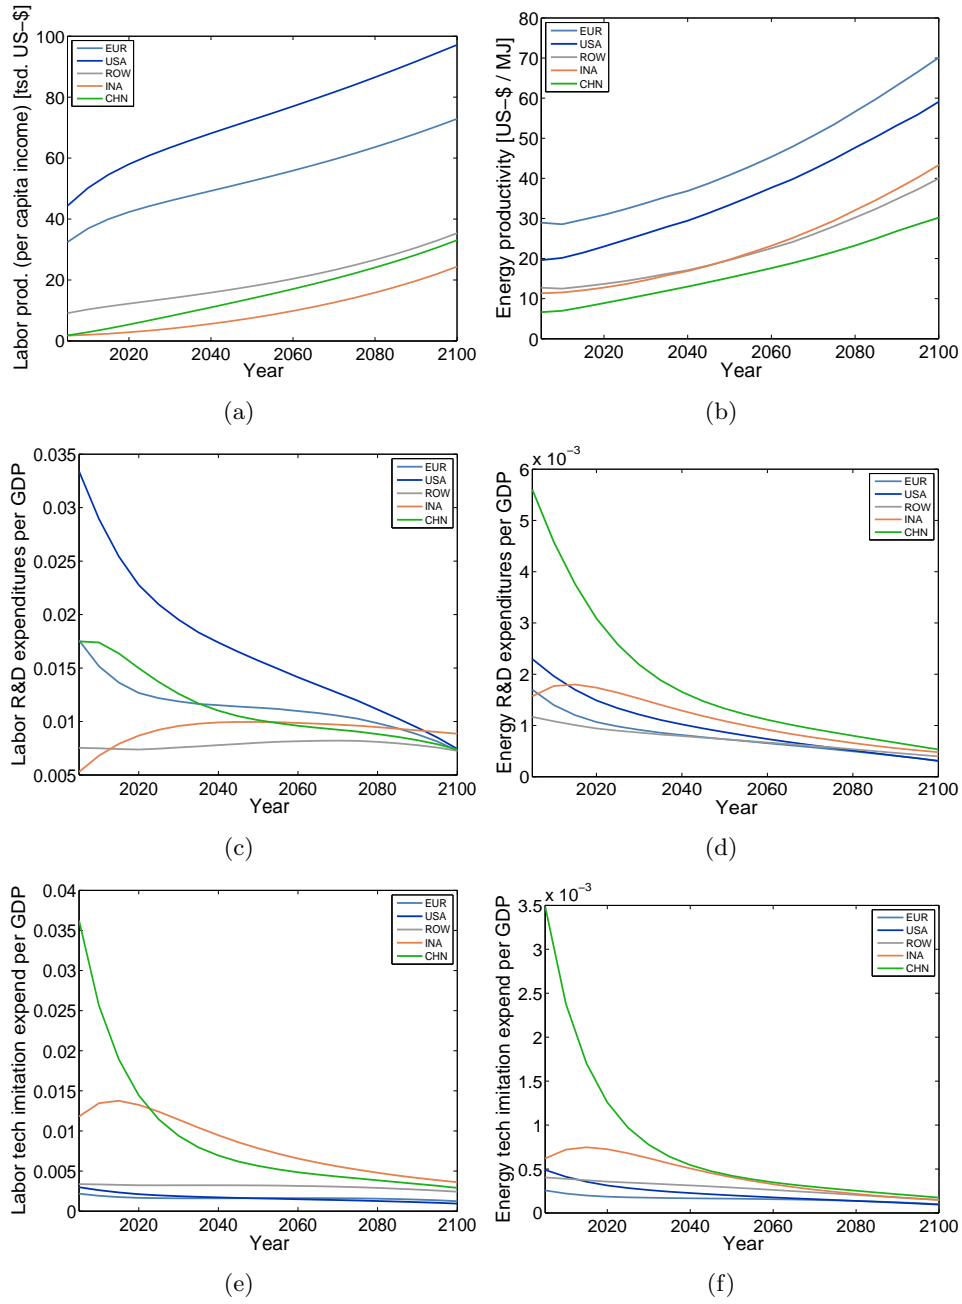 Labor prod. (per capita income) [tsd. US-$]
100
80
60
40
20
0
EUR
USA
ROW
INA
CHN
2020 2040 2060 2080 2100
Year
(a)
Energy productivity [US-$ / MJ]
80
70
60
50
40
30
20
10
0
EUR
USA
ROW
INA
CHN
2020 2040 2060 2080 2100
Year
(b)
Labor R&D expenditures per GDP
0.035
0.03
0.025
0.02
0.015
0.01
0.005
EUR
USA
ROW
INA
CHN
2020 2040 2060 2080 2100
Year
(c)
Energy R&D expenditures per GDP
x 10⁻³
6
5
4
3
2
1
0
EUR
USA
ROW
INA
CHN
2020 2040 2060 2080 2100
Year
(d)
Labor tech imitation expend per GDP
0.04
0.035
0.03
0.025
0.02
0.015
0.01
0.005
0
EUR
USA
ROW
INA
CHN
2020 2040 2060 2080 2100
Year
(e)
Energy tech imitation expend per GDP
x 10⁻³
3.5
3
2.5
2
1.5
1
0.5
0
EUR
USA
ROW
INA
CHN
2020 2040 2060 2080 2100
Year
(f)